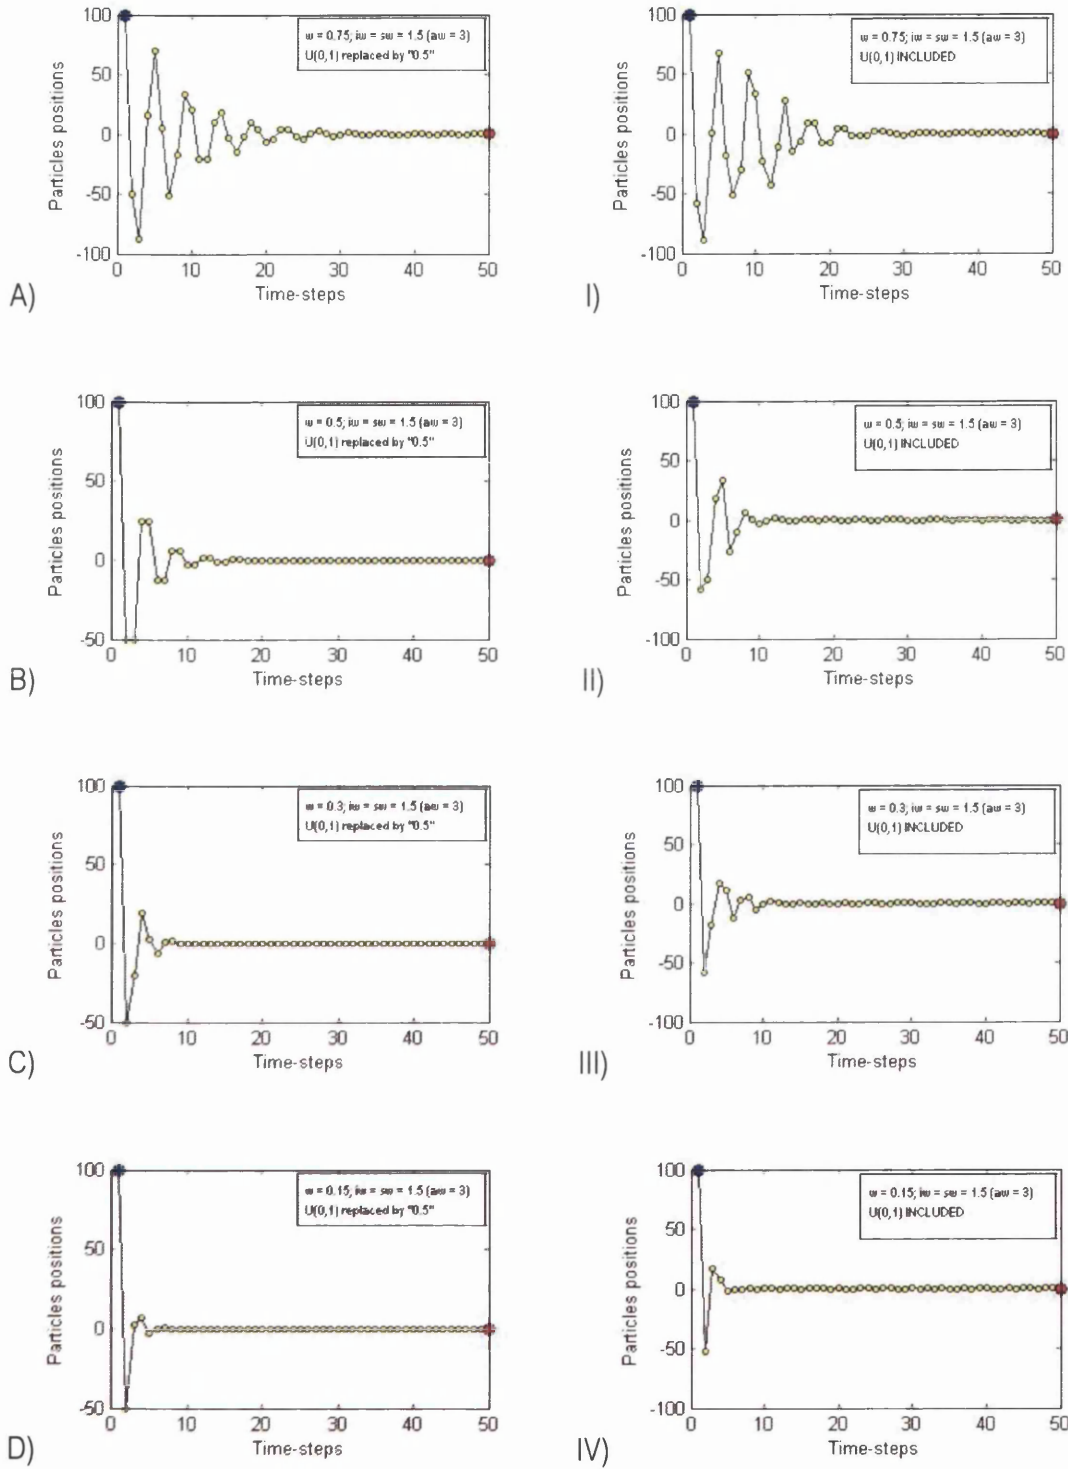 100
50
0
-50
-100
Particles positions
w = 0.75; iw = sw = 1.5 (aw = 3)
U(0,1) replaced by "0.5"
0 10 20 30 40 50
Time-steps
A)
100
50
0
-50
-100
Particles positions
w = 0.75; iw = sw = 1.5 (aw = 3)
U(0,1) INCLUDED
0 10 20 30 40 50
Time-steps
I)
100
50
0
-50
Particles positions
w = 0.5; iw = sw = 1.5 (aw = 3)
U(0,1) replaced by "0.5"
0 10 20 30 40 50
Time-steps
B)
100
50
0
-50
-100
Particles positions
w = 0.5; iw = sw = 1.5 (aw = 3)
U(0,1) INCLUDED
0 10 20 30 40 50
Time-steps
II)
100
50
0
-50
Particles positions
w = 0.3; iw = sw = 1.5 (aw = 3)
U(0,1) replaced by "0.5"
0 10 20 30 40 50
Time-steps
C)
100
50
0
-50
-100
Particles positions
w = 0.3; iw = sw = 1.5 (aw = 3)
U(0,1) INCLUDED
0 10 20 30 40 50
Time-steps
III)
100
50
0
-50
Particles positions
w = 0.15; iw = sw = 1.5 (aw = 3)
U(0,1) replaced by "0.5"
0 10 20 30 40 50
Time-steps
D)
100
50
0
-50
-100
Particles positions
w = 0.15; iw = sw = 1.5 (aw = 3)
U(0,1) INCLUDED
0 10 20 30 40 50
Time-steps
IV)